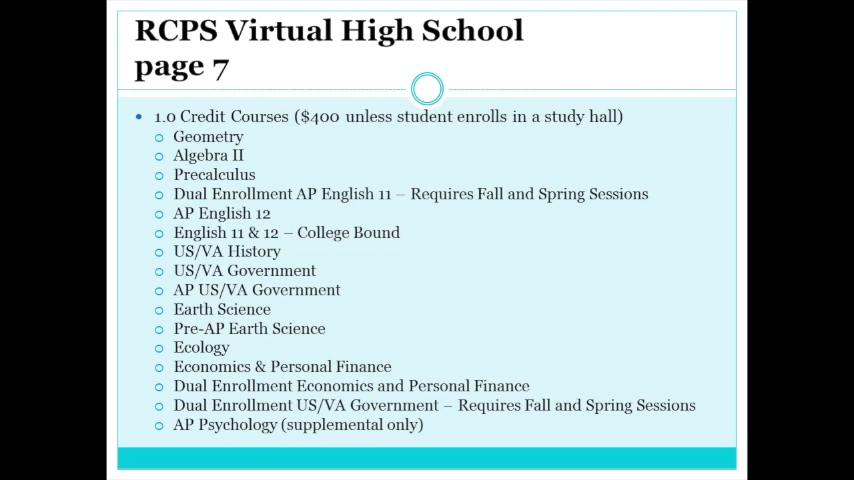 RCPS Virtual High School
page 7
1.0 Credit Courses ($400 unless student enrolls in a study hall)
Geometry
Algebra II
Precalculus
Dual Enrollment AP English 11 – Requires Fall and Spring Sessions
AP English 12
English 11 & 12 – College Bound
US/VA History
US/VA Government
AP US/VA Government
Earth Science
Pre-AP Earth Science
Ecology
Economics & Personal Finance
Dual Enrollment Economics and Personal Finance
Dual Enrollment US/VA Government – Requires Fall and Spring Sessions
AP Psychology (supplemental only)